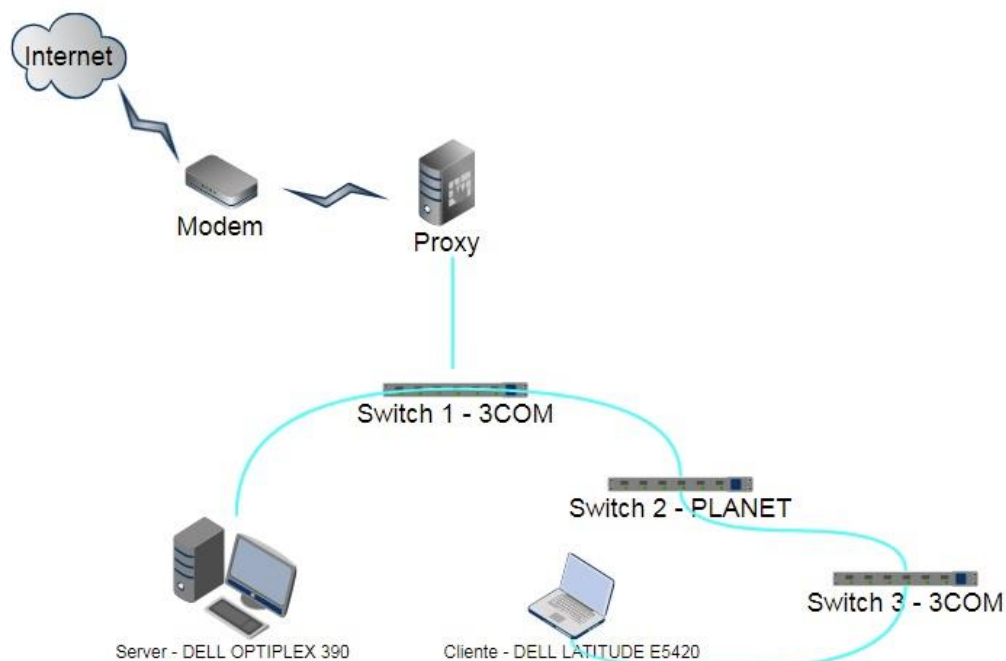 Internet
Modem
Proxy
Switch 1 - 3COM
Switch 2 - PLANET
Switch 3 - 3COM
Server - DELL OPTIPLEX 390
Cliente - DELL LATITUDE E5420